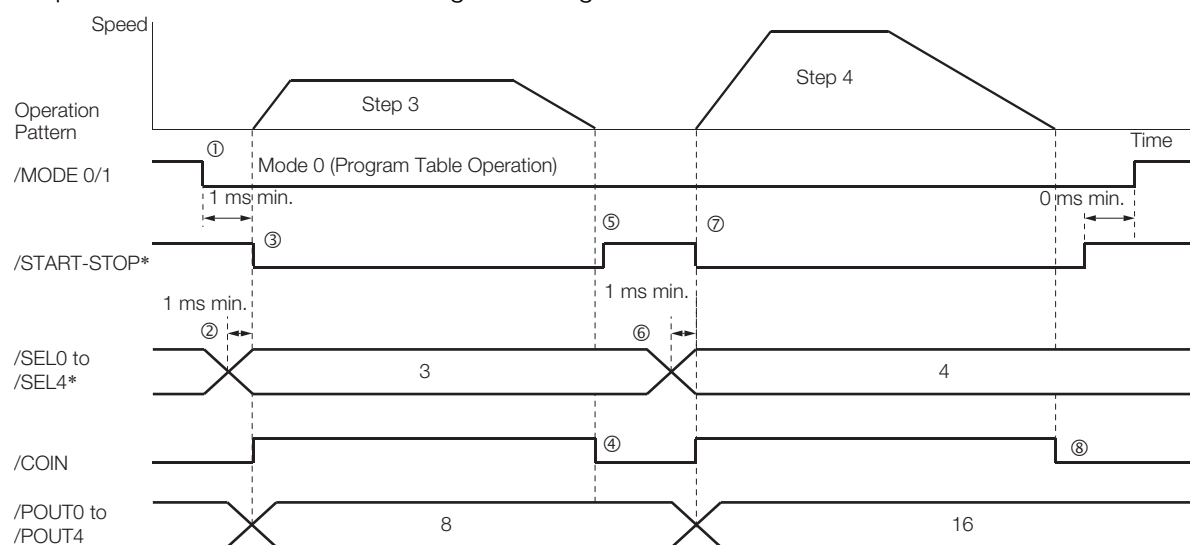 Speed
Step 3
Step 4
Operation
Pattern
Time
①
/MODE 0/1
Mode 0 (Program Table Operation)
1 ms min.
0 ms min.
③
⑤
⑦
/START-STOP*
1 ms min.
1 ms min.
②
⑥
/SEL0 to
/SEL4*
3
4
④
⑧
/COIN
/POUT0 to
/POUT4
8
16